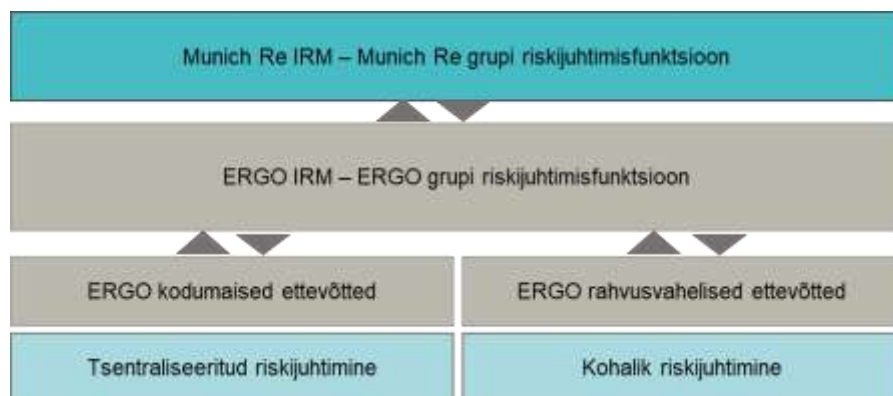 Munich Re IRM – Munich Re grupi riskijuhtimisfunktsioon
ERGO IRM – ERGO grupi riskijuhtimisfunktsioon
ERGO kodumaised ettevõtted
ERGO rahvusvahelised ettevõtted
Tsentraliseeritud riskijuhtimine
Kohalik riskijuhtimine